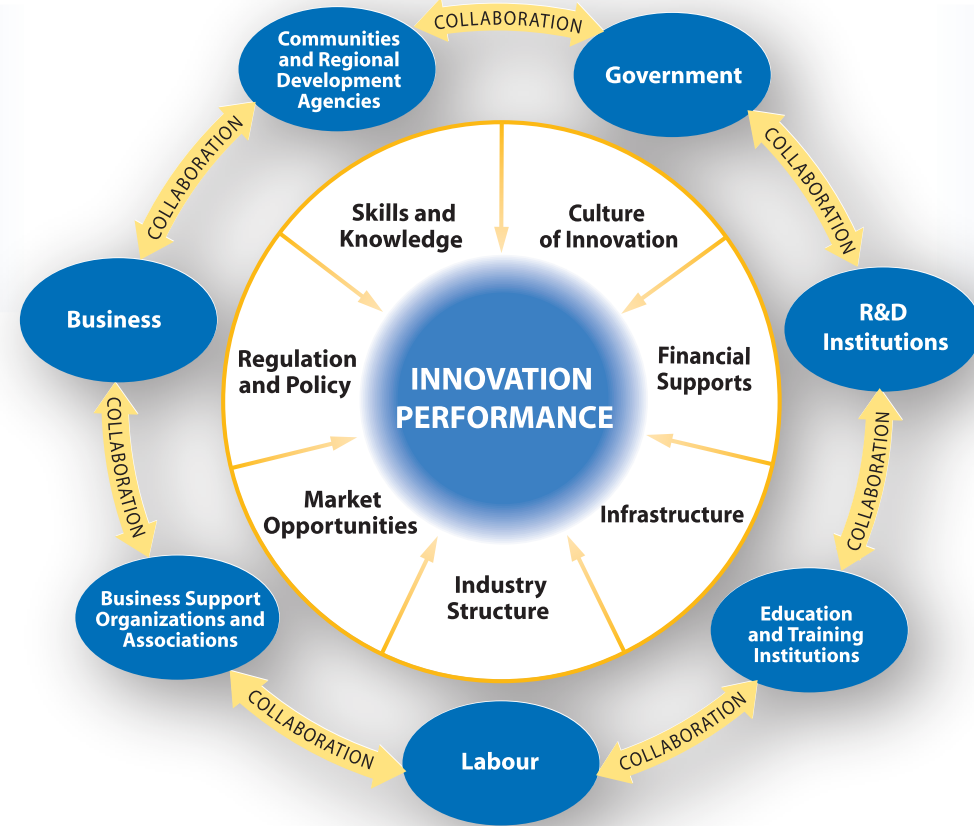 COLLABORATION
Communities
and Regional
Development
Agencies
Government
COLLABORATION
COLLABORATION
Skills and
Knowledge
Culture
of Innovation
Business
R&D
Institutions
Regulation
and Policy
Financial
Supports
INNOVATION
PERFORMANCE
COLLABORATION
COLLABORATION
Market
Opportunities
Infrastructure
Industry
Structure
Business Support
Organizations and
Associations
Education
and Training
Institutions
COLLABORATION
COLLABORATION
Labour